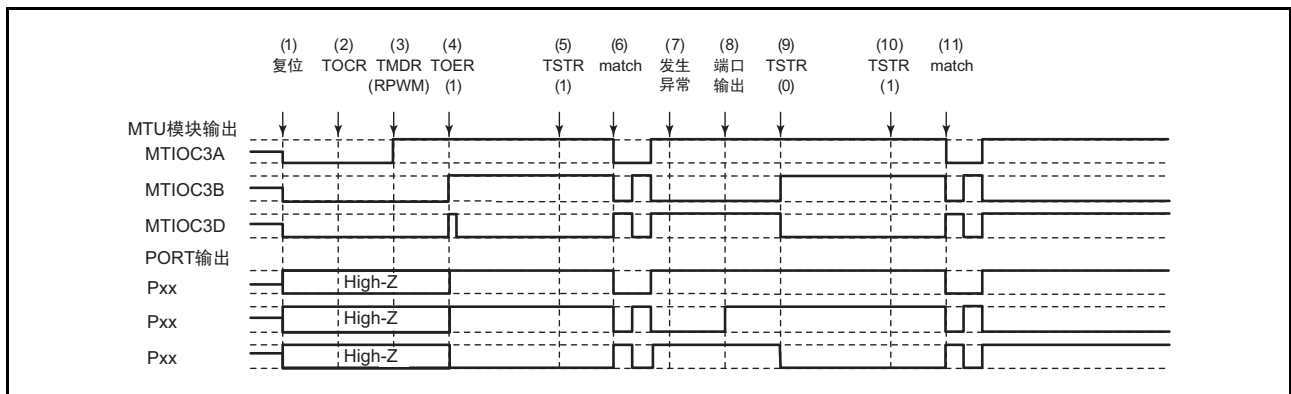 (1) (2) (3) (4) (5) (6) (7) (8) (9) (10) (11)
复位 TOCR TMDR TOER TSTR match 发生 端口 TSTR TSTR match
(RPWM) (1) (1) 异常 输出 (0) (1)
MTU模块输出
MTIOC3A
MTIOC3B
MTIOC3D
PORT输出
Pxx High-Z
Pxx High-Z
Pxx High-Z